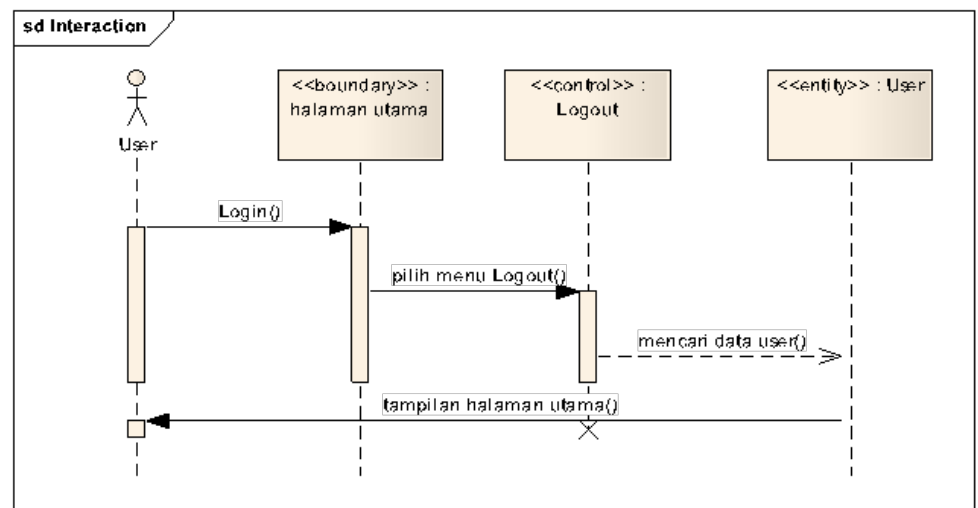 sd Interaction
User
<<boundary>> :
halaman utama
<<control>> :
Logout
<<entity>> : User
Login()
pilih menu Logout()
mencari data user()
tampilan halaman utama()